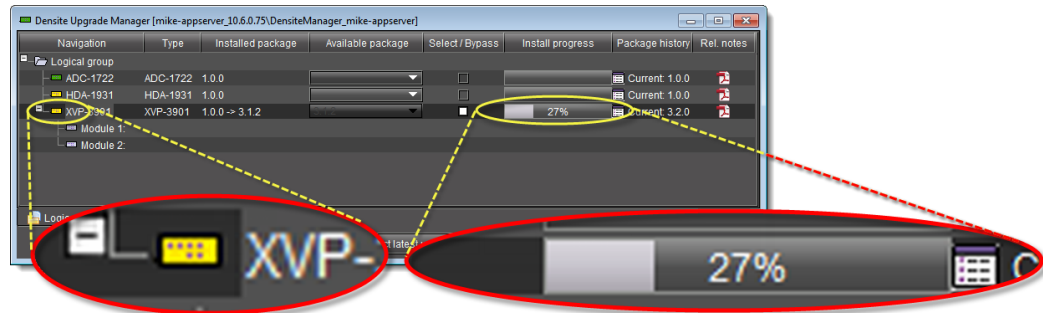 Densite Upgrade Manager [mike-appserver_10.6.0.75\DensiteManager_mike-appserver]
Navigation Type Installed package Available package Select / Bypass Install progress Package history Rel. notes
Logical group
ADC-1722 ADC-1722 1.0.0 Current: 1.0.0
HDA-1931 HDA-1931 1.0.0 Current: 1.0.0
XVP-3901 XVP-3901 1.0.0 -> 3.1.2 27% Current: 3.2.0
Module 1:
Module 2:
Logic
ct latest
XVP-
27%
C